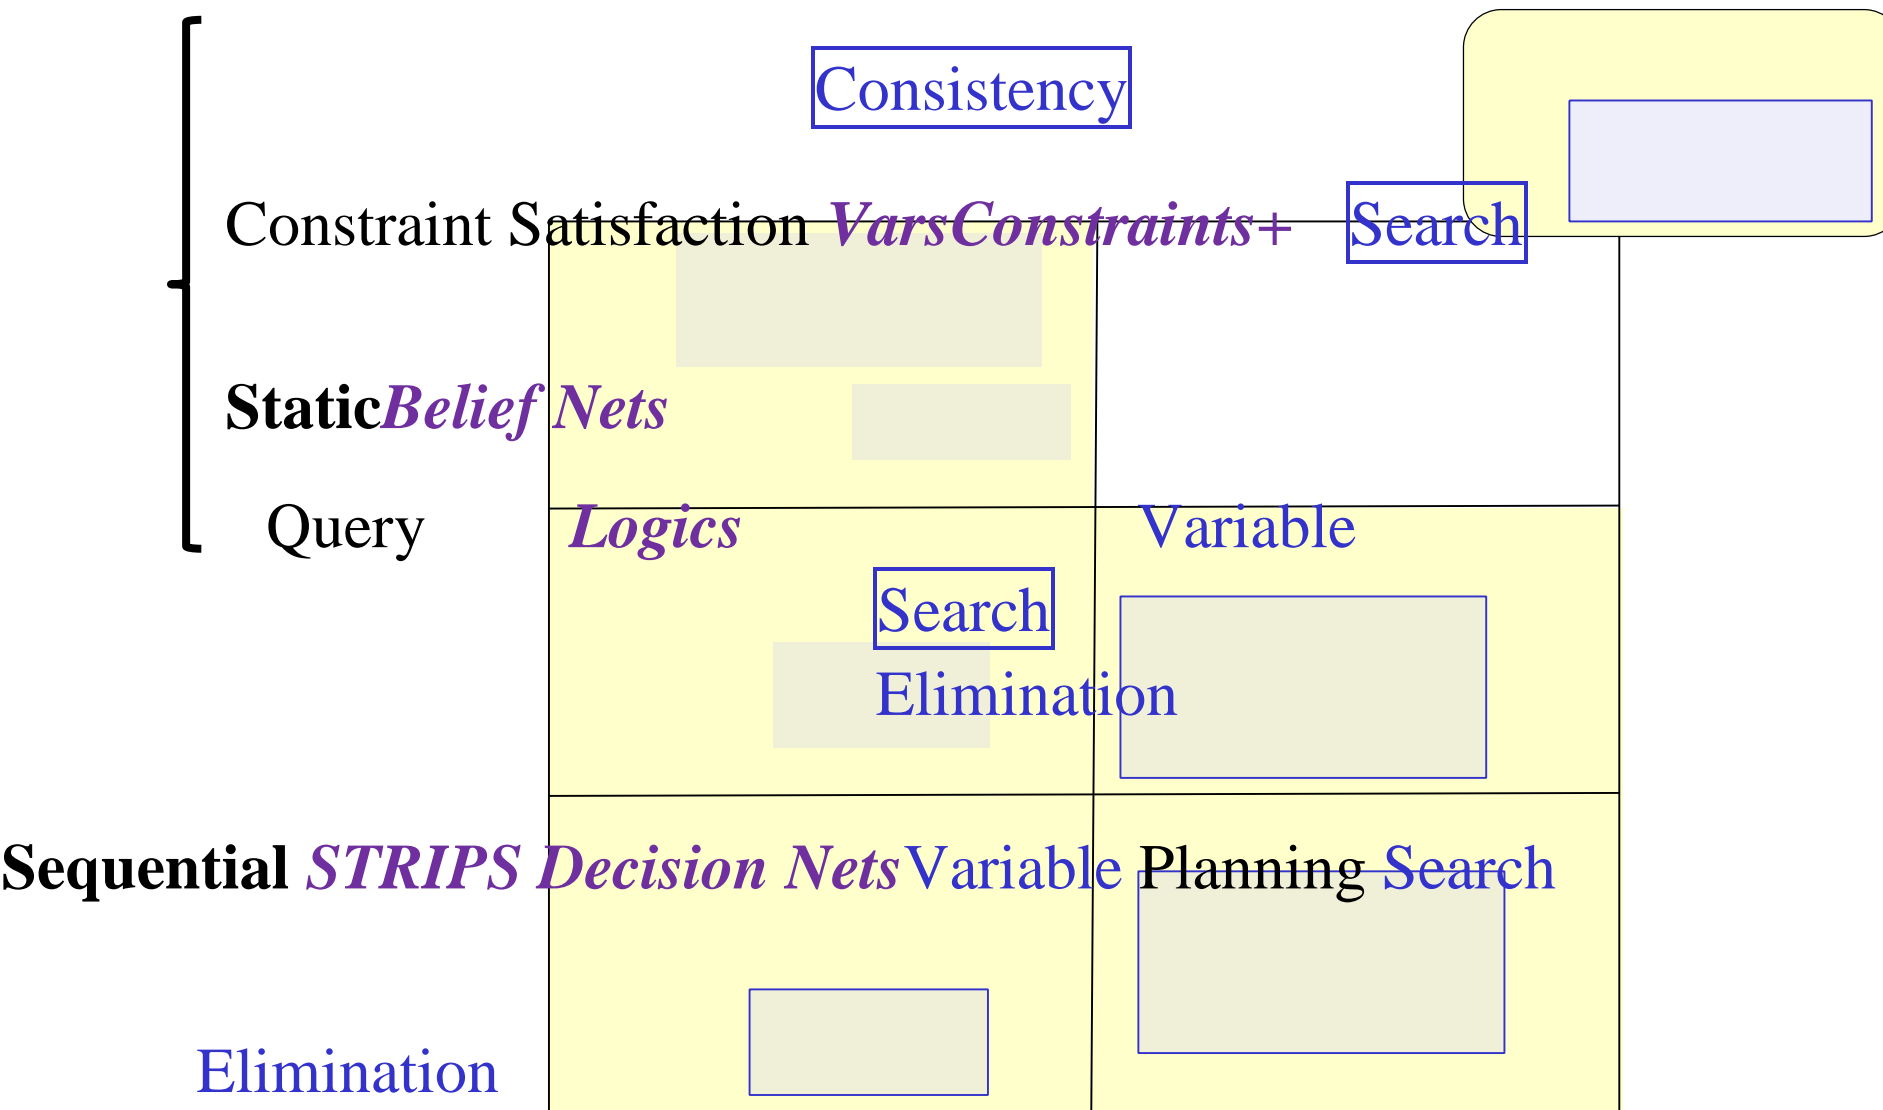 Consistency
Constraint Satisfaction VarsConstraints+ Search
StaticBelief Nets
Query Logics Variable
Search
Elimination
Sequential STRIPS Decision NetsVariable Planning Search
Elimination